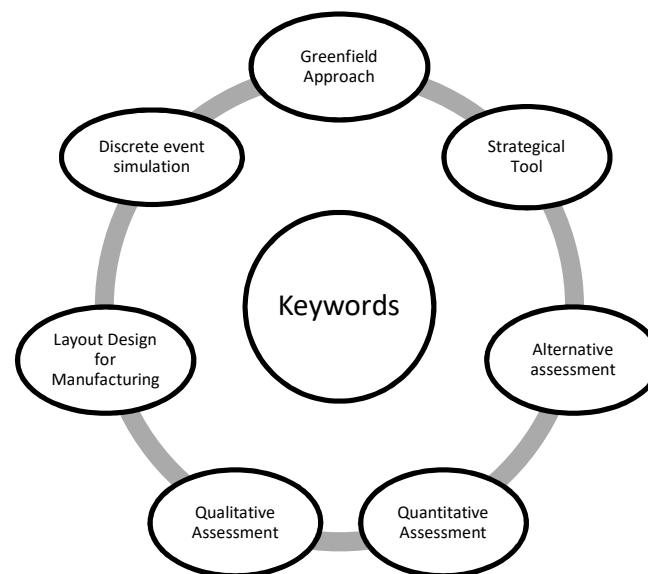 Greenfield
Approach
Strategical
Tool
Alternative
assessment
Quantitative
Assessment
Qualitative
Assessment
Layout Design
for
Manufacturing
Discrete event
simulation
Keywords